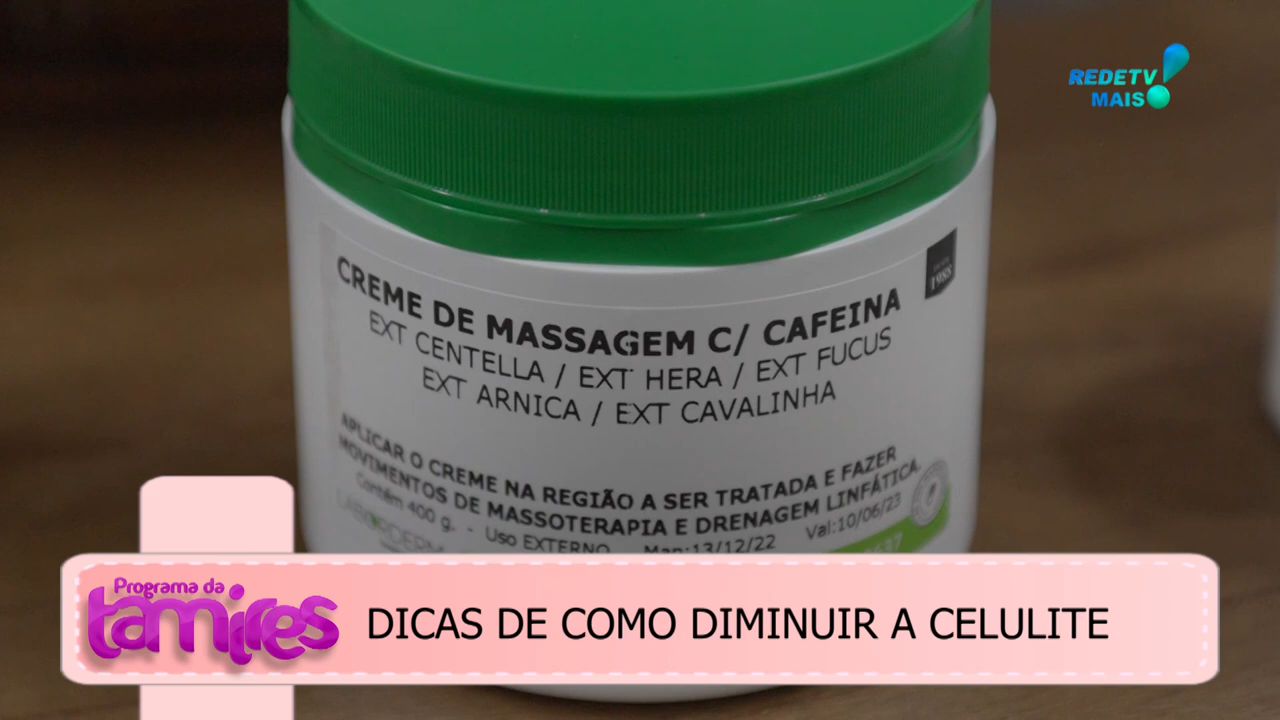 REDETV!
MAIS
1988
CREME DE MASSAGEM C/ CAFEINA
EXT CENTELLA / EXT HERA / EXT FUCUS
EXT ARNICA / EXT CAVALINHA
APLICAR O CREME NA REGIÃO A SER TRATADA E FAZER
MOVIMENTOS DE MASSOTERAPIA E DRENAGEM LINFÁTICA.
Contém 400 g. - Uso EXTERNO Man:13/12/22 Val:10/06/23
Programa da
tamires
DICAS DE COMO DIMINUIR A CELULITE